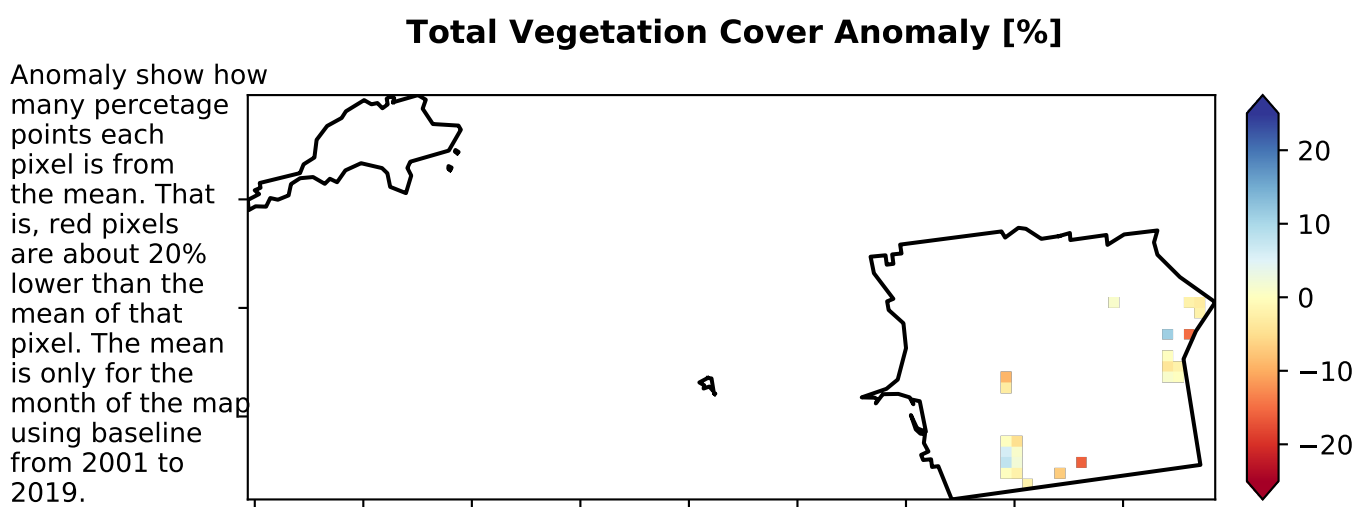 Total Vegetation Cover Anomaly [%]
Anomaly show how
many percetage
points each
pixel is from
the mean. That
is, red pixels
are about 20%
lower than the
mean of that
pixel. The mean
is only for the
month of the map
using baseline
from 2001 to
2019.
20
10
0
−10
−20